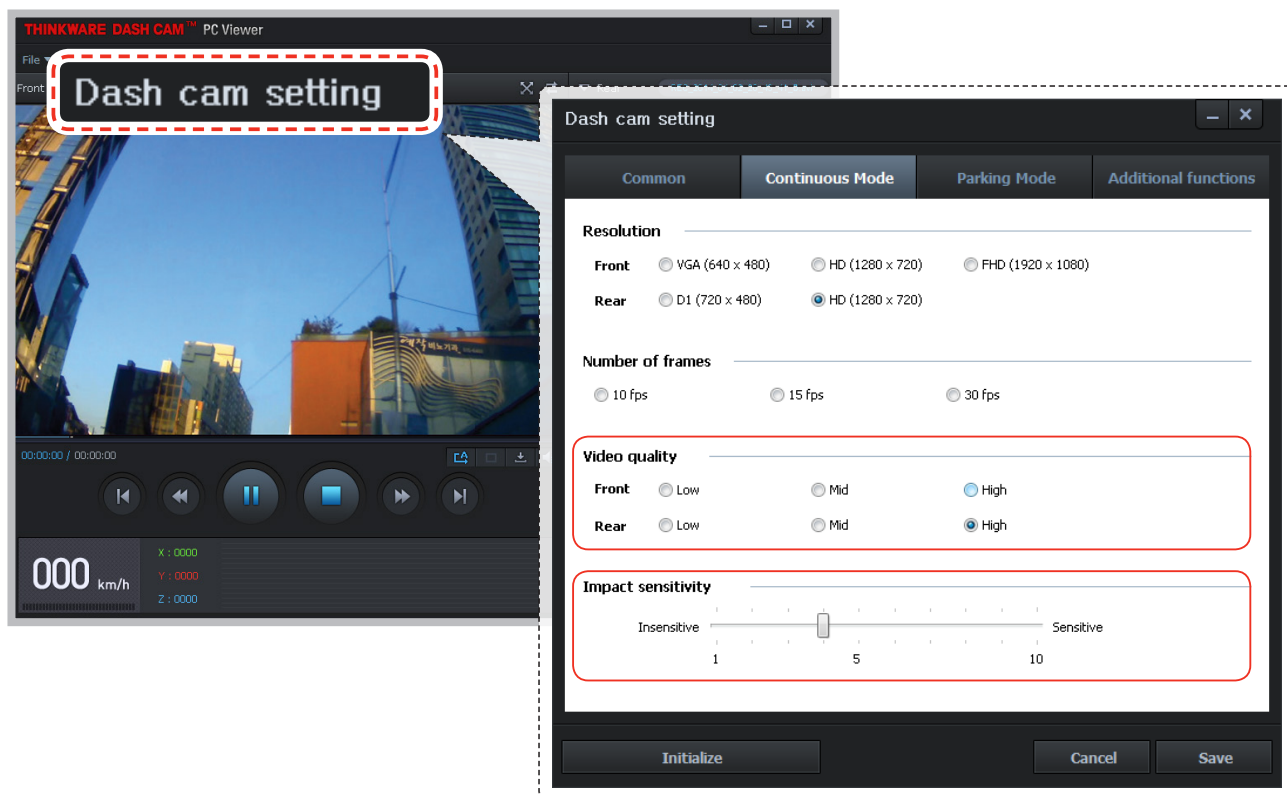 THINKWARE DASH CAM™ PC Viewer
File
Front
Dash cam setting
00:00:00 / 00:00:00
000 km/h
X : 0000
Y : 0000
Z : 0000
Dash cam setting
Common Continuous Mode Parking Mode Additional functions
Resolution
Front VGA (640 x 480) HD (1280 x 720) FHD (1920 x 1080)
Rear D1 (720 x 480) HD (1280 x 720)
Number of frames
10 fps 15 fps 30 fps
Video quality
Front Low Mid High
Rear Low Mid High
Impact sensitivity
Insensitive Sensitive
1 5 10
Initialize Cancel Save